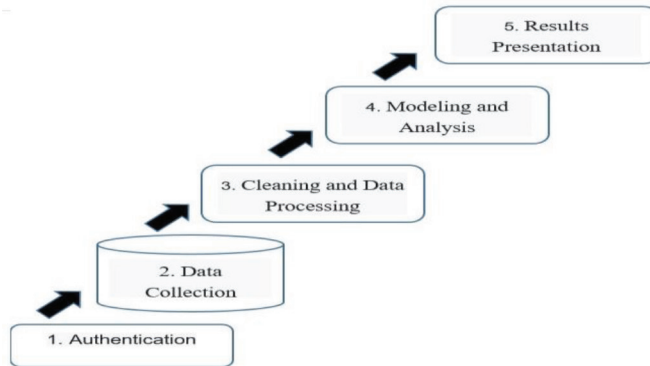 5. Results
Presentation
4. Modeling and
Analysis
3. Cleaning and Data
Processing
2. Data
Collection
1. Authentication